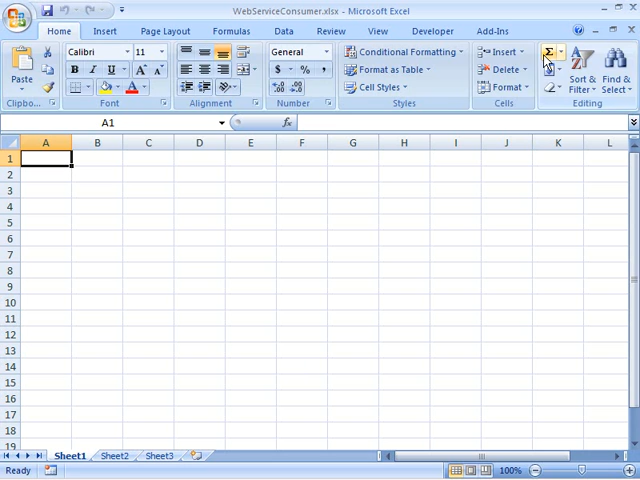 WebServiceConsumer.xlsx - Microsoft Excel
Home Insert Page Layout Formulas Data Review View Developer Add-Ins
Calibri 11 General Conditional Formatting Insert Σ
Paste B I U $ % , Format as Table Delete Sort & Find &
A Cell Styles Format Filter Select
Clipbo... Font Alignment Number Styles Cells Editing
A1 fx
A B C D E F G H I J K L
1
2
3
4
5
6
7
8
9
10
11
12
13
14
15
16
17
18
19
Sheet1 Sheet2 Sheet3
Ready 100%